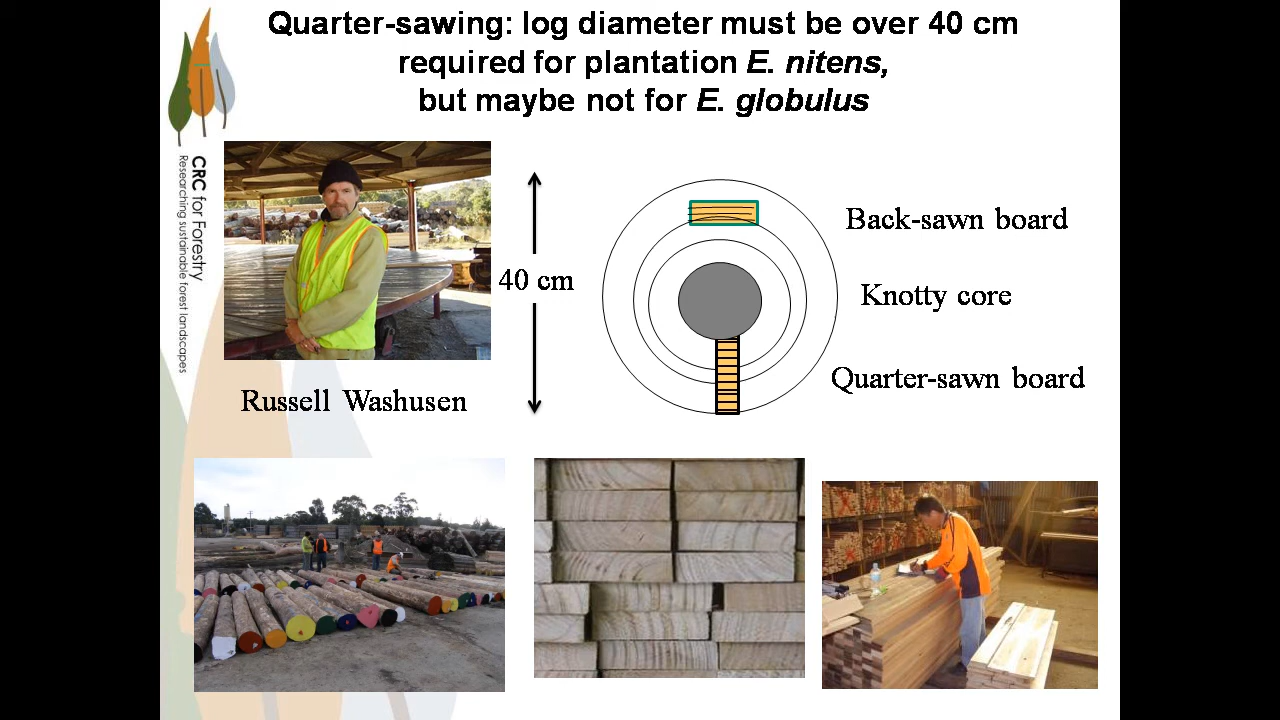 Quarter-sawing: log diameter must be over 40 cm
required for plantation E. nitens,
but maybe not for E. globulus
CRC for Forestry
Researching sustainable forest landscapes
40 cm
Back-sawn board
Knotty core
Quarter-sawn board
Russell Washusen